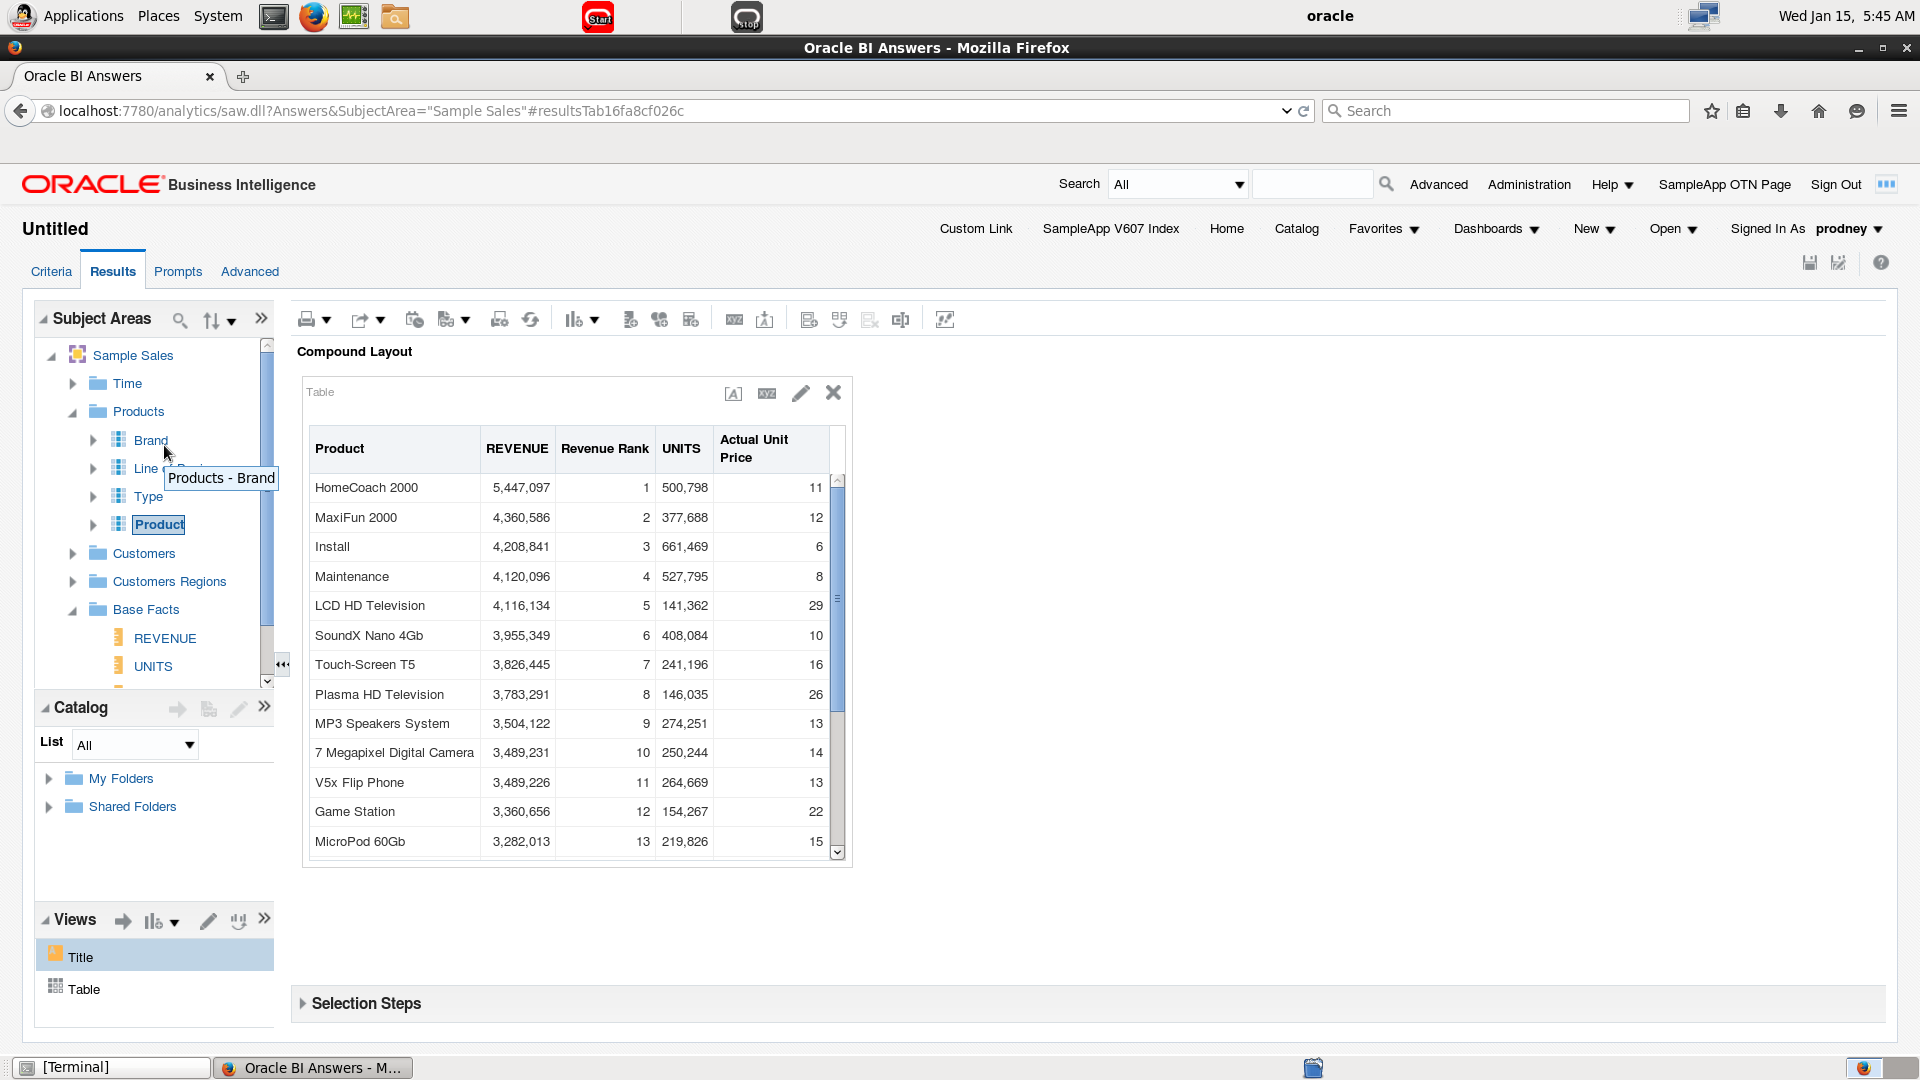 Applications Places System Start stop oracle Wed Jan 15, 5:45 AM
Oracle BI Answers - Mozilla Firefox
Oracle BI Answers
localhost:7780/analytics/saw.dll?Answers&SubjectArea="Sample Sales"#resultsTab16fa8cf026c Search
ORACLE Business Intelligence Search All Advanced Administration Help SampleApp OTN Page Sign Out
Untitled Custom Link SampleApp V607 Index Home Catalog Favorites Dashboards New Open Signed In As prodney
Criteria Results Prompts Advanced
Subject Areas
Sample Sales
Time
Products
Brand
Line of
Products - Brand
Type
Product
Customers
Customers Regions
Base Facts
REVENUE
UNITS
Catalog
List All
My Folders
Shared Folders
Views
Title
Table
Compound Layout
Table
Product REVENUE Revenue Rank UNITS Actual Unit Price
HomeCoach 2000 5,447,097 1 500,798 11
MaxiFun 2000 4,360,586 2 377,688 12
Install 4,208,841 3 661,469 6
Maintenance 4,120,096 4 527,795 8
LCD HD Television 4,116,134 5 141,362 29
SoundX Nano 4Gb 3,955,349 6 408,084 10
Touch-Screen T5 3,826,445 7 241,196 16
Plasma HD Television 3,783,291 8 146,035 26
MP3 Speakers System 3,504,122 9 274,251 13
7 Megapixel Digital Camera 3,489,231 10 250,244 14
V5x Flip Phone 3,489,226 11 264,669 13
Game Station 3,360,656 12 154,267 22
MicroPod 60Gb 3,282,013 13 219,826 15
Selection Steps
[Terminal] Oracle BI Answers - M...